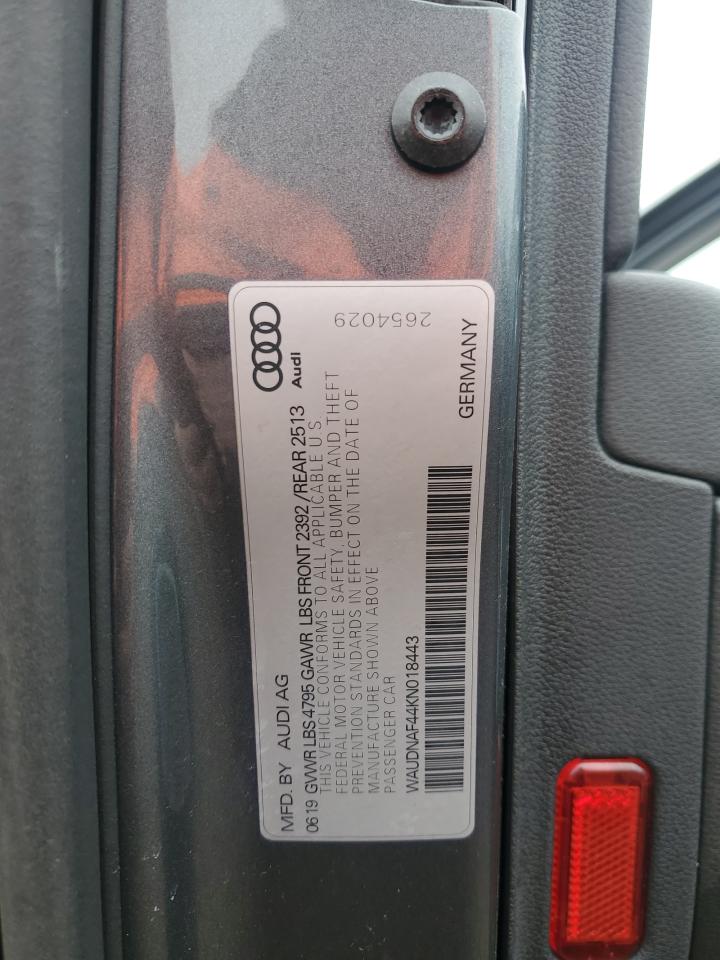 MFD. BY AUDI AG
Audi
06 19 GVWR LBS 4795 GAWR LBS FRONT 2392 /REAR 2513
THIS VEHICLE CONFORMS TO ALL APPLICABLE U S
FEDERAL MOTOR VEHICLE SAFETY. BUMPER AND THEFT
PREVENTION STANDARDS IN EFFECT ON THE DATE OF
MANUFACTURE SHOWN ABOVE
PASSENGER CAR
WAUDNAF44KN018443
GERMANY
2654029